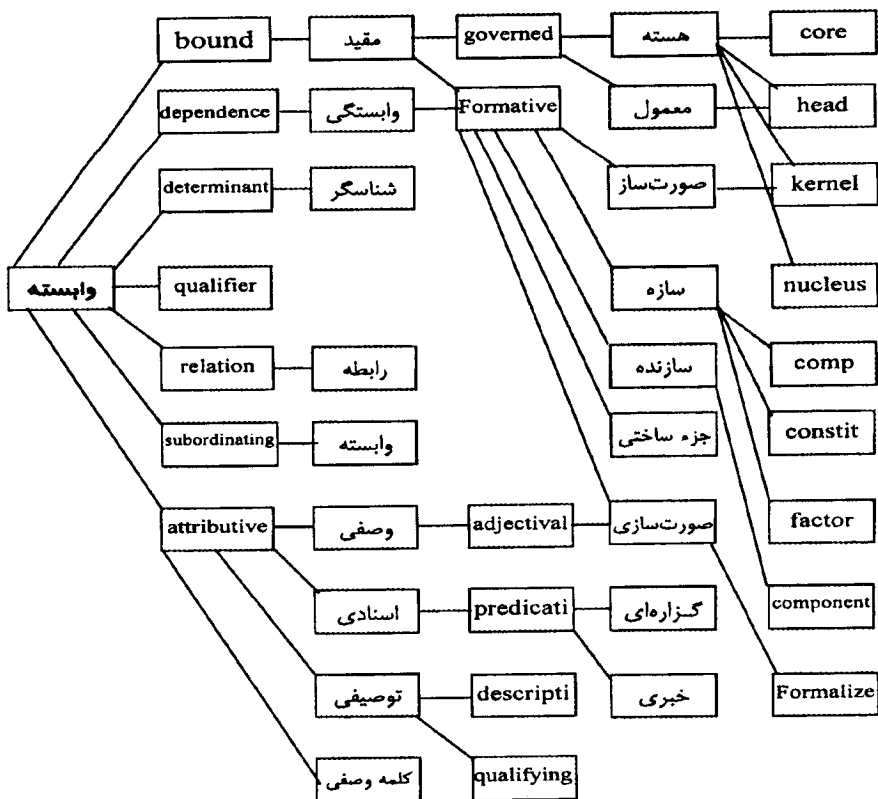 bound مقید governed هسته core
dependence وابستگی Formative معمول head
determinant شناسگر صورت‌ساز kernel
وابسته qualifier سازه nucleus
relation رابطه سازنده comp
subordinating وابسته جزء ساختی constit
attributive وصفی adjectival صورت‌سازی factor
اسنادی predicati گزاره‌ای component
توصیفی descripti خبری Formalize
کلمه وصفی qualifying